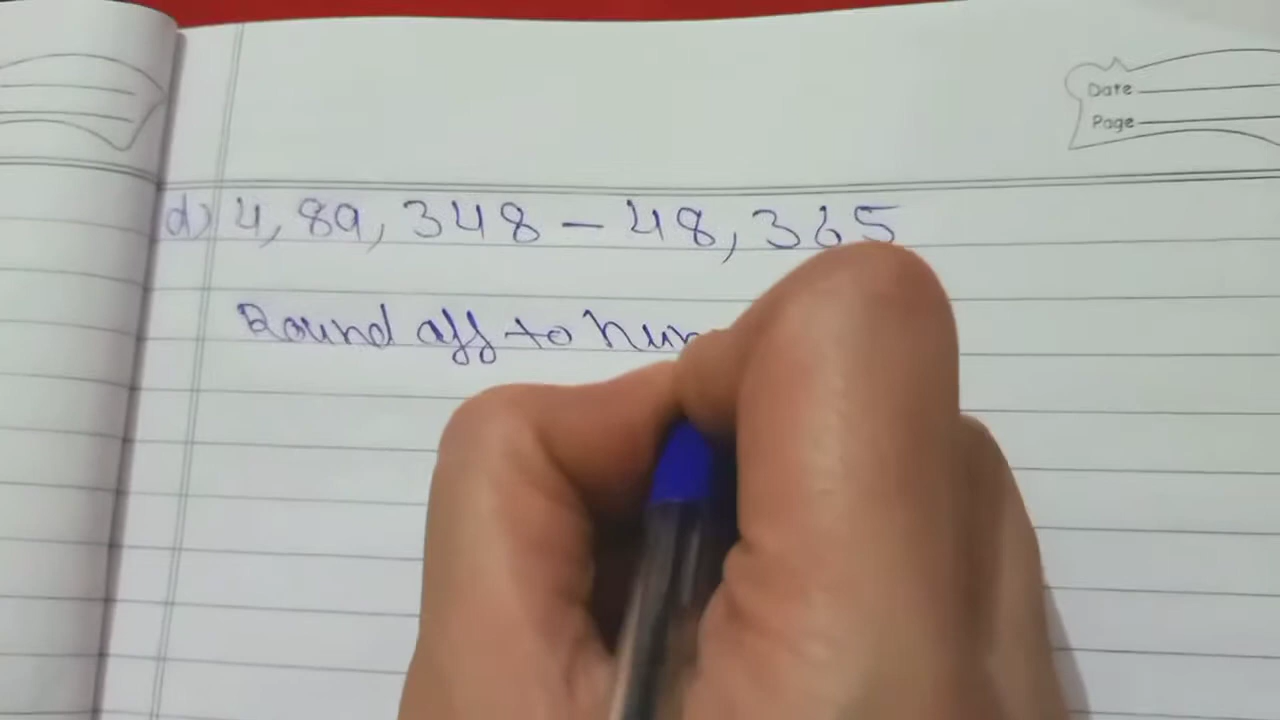 Date
Page
d) 4, 89, 348 - 48, 365
Round off to hun